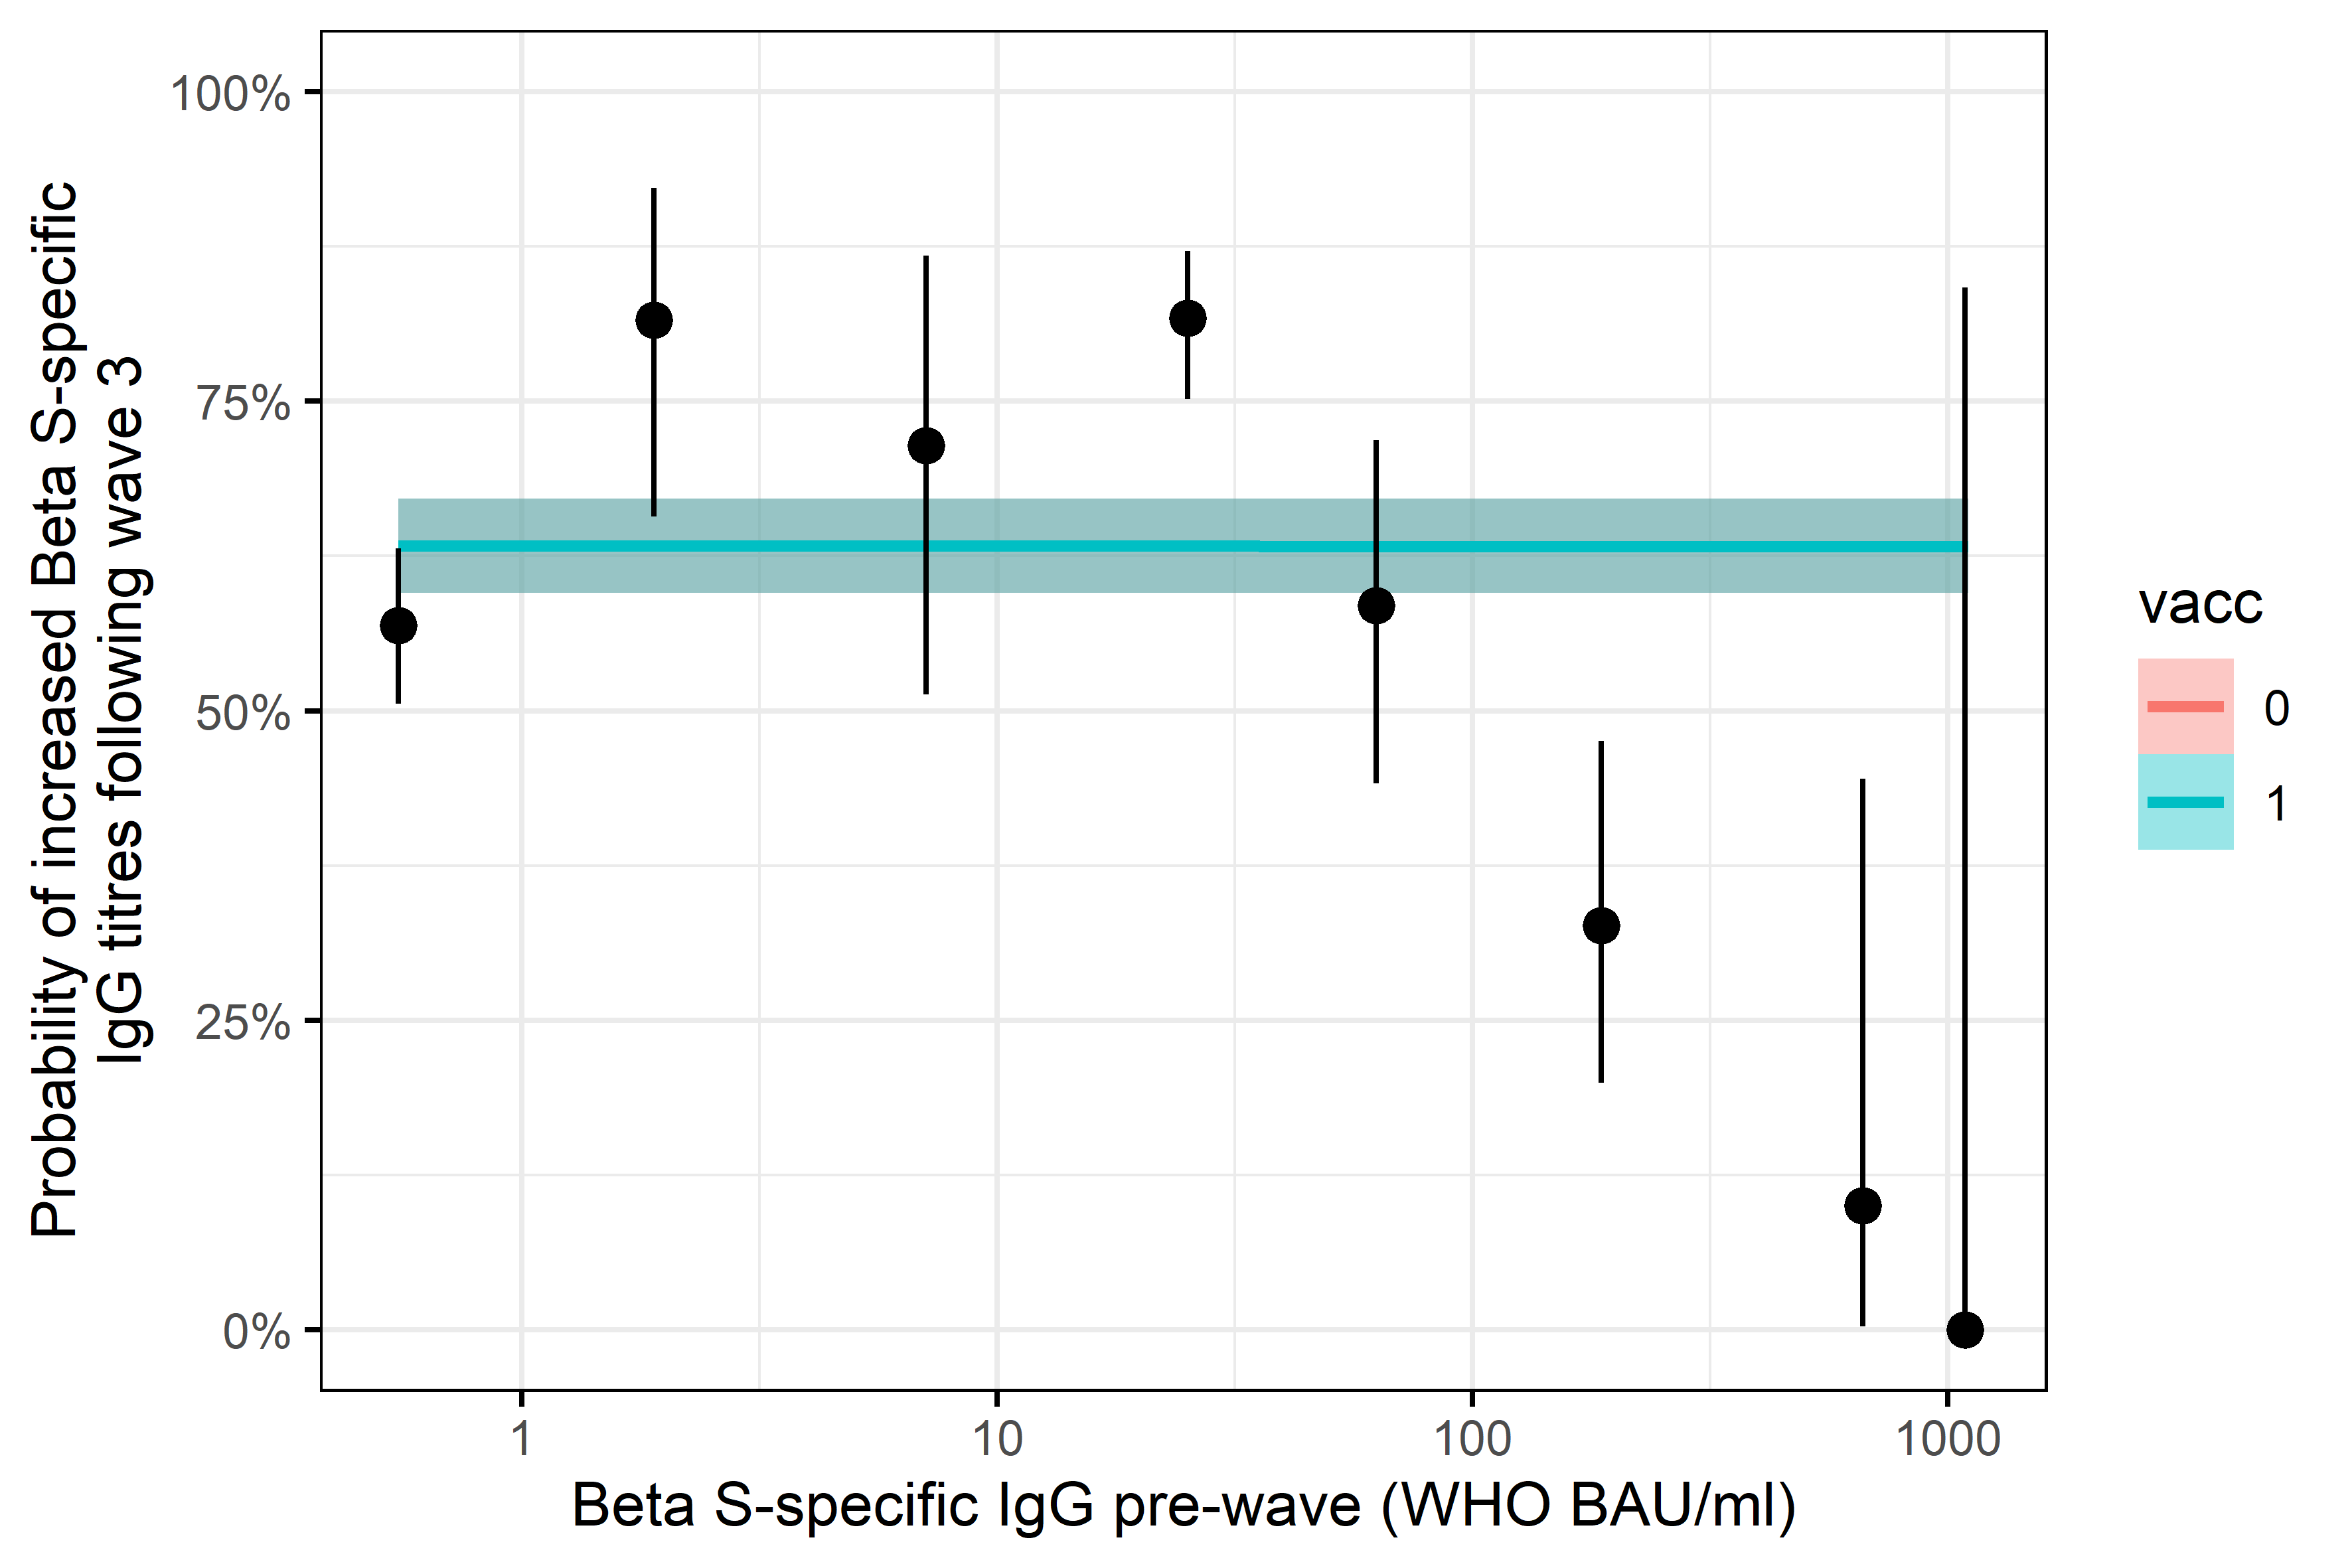 Probability of increased Beta S-specific
IgG titres following wave 3
100%
75%
50%
25%
0%
1
10
100
1000
Beta S-specific IgG pre-wave (WHO BAU/ml)
vacc
0
1